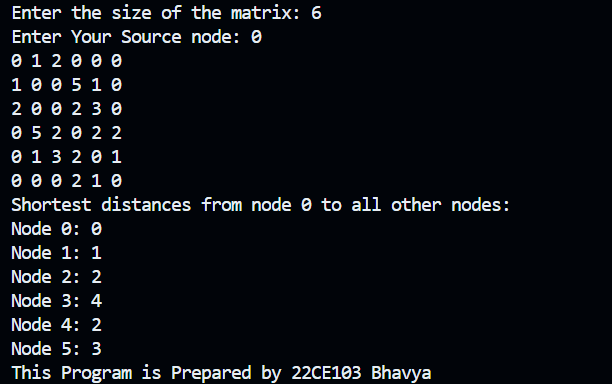 Enter the size of the matrix: 6
Enter Your Source node: 0
0 1 2 0 0 0
1 0 0 5 1 0
2 0 0 2 3 0
0 5 2 0 2 2
0 1 3 2 0 1
0 0 0 2 1 0
Shortest distances from node 0 to all other nodes:
Node 0: 0
Node 1: 1
Node 2: 2
Node 3: 4
Node 4: 2
Node 5: 3
This Program is Prepared by 22CE103 Bhavya